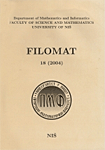 Department of Mathematics and Informatics
FACULTY OF SCIENCE AND MATHEMATICS
UNIVERSITY OF NIŠ
FILOMAT
18 (2004)
NIŠ